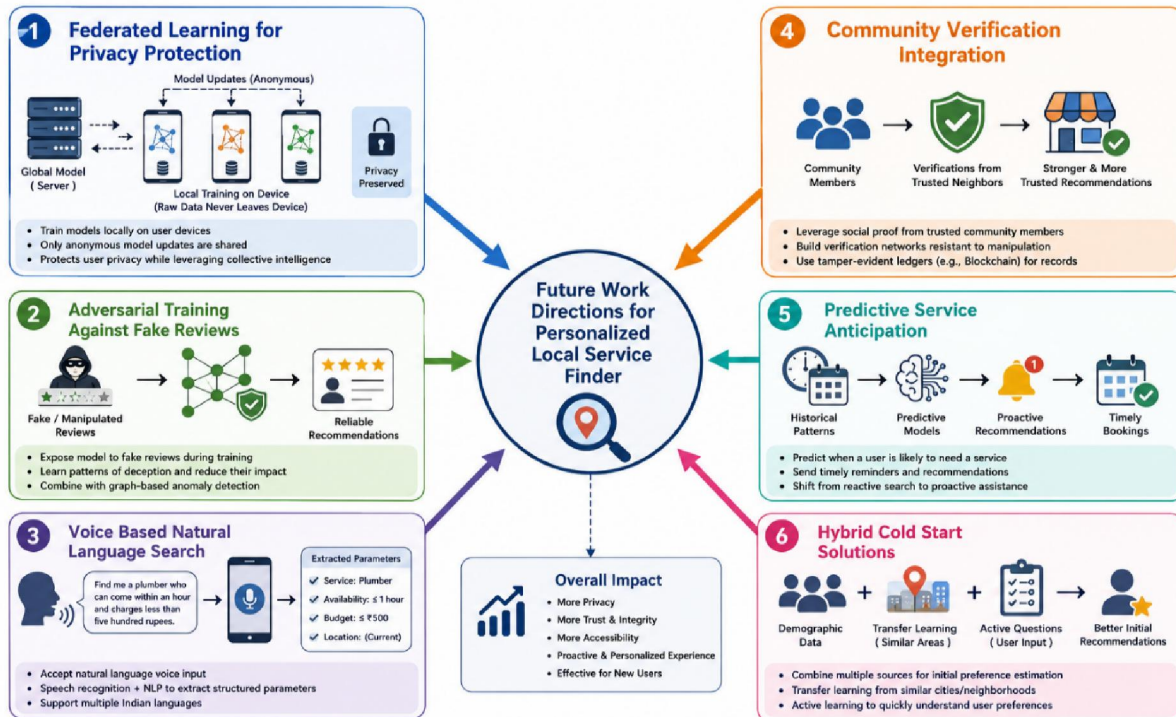 1
Federated Learning for
Privacy Protection
Model Updates (Anonymous)
Global Model
( Server )
Local Training on Device
(Raw Data Never Leaves Device)
Privacy
Preserved
• Train models locally on user devices
• Only anonymous model updates are shared
• Protects user privacy while leveraging collective intelligence
2
Adversarial Training
Against Fake Reviews
Fake / Manipulated
Reviews
Reliable
Recommendations
• Expose model to fake reviews during training
• Learn patterns of deception and reduce their impact
• Combine with graph-based anomaly detection
3
Voice Based Natural
Language Search
Find me a plumber who
can come within an hour
and charges less than
five hundred rupees.
Extracted Parameters
Service: Plumber
Availability: ≤ 1 hour
Budget: ≤ ₹500
Location: (Current)
• Accept natural language voice input
• Speech recognition + NLP to extract structured parameters
• Support multiple Indian languages
Future Work
Directions for
Personalized
Local Service
Finder
Overall Impact
• More Privacy
• More Trust & Integrity
• More Accessibility
• Proactive & Personalized Experience
• Effective for New Users
4
Community Verification
Integration
Community
Members
Verifications from
Trusted Neighbors
Stronger & More
Trusted Recommendations
• Leverage social proof from trusted community members
• Build verification networks resistant to manipulation
• Use tamper-evident ledgers (e.g., Blockchain) for records
5
Predictive Service
Anticipation
1
Historical
Patterns
Predictive
Models
Proactive
Recommendations
Timely
Bookings
• Predict when a user is likely to need a service
• Send timely reminders and recommendations
• Shift from reactive search to proactive assistance
6
Hybrid Cold Start
Solutions
+
+
Demographic
Data
Transfer Learning
( Similar Areas )
Active Questions
( User Input )
Better Initial
Recommendations
• Combine multiple sources for initial preference estimation
• Transfer learning from similar cities/neighborhoods
• Active learning to quickly understand user preferences